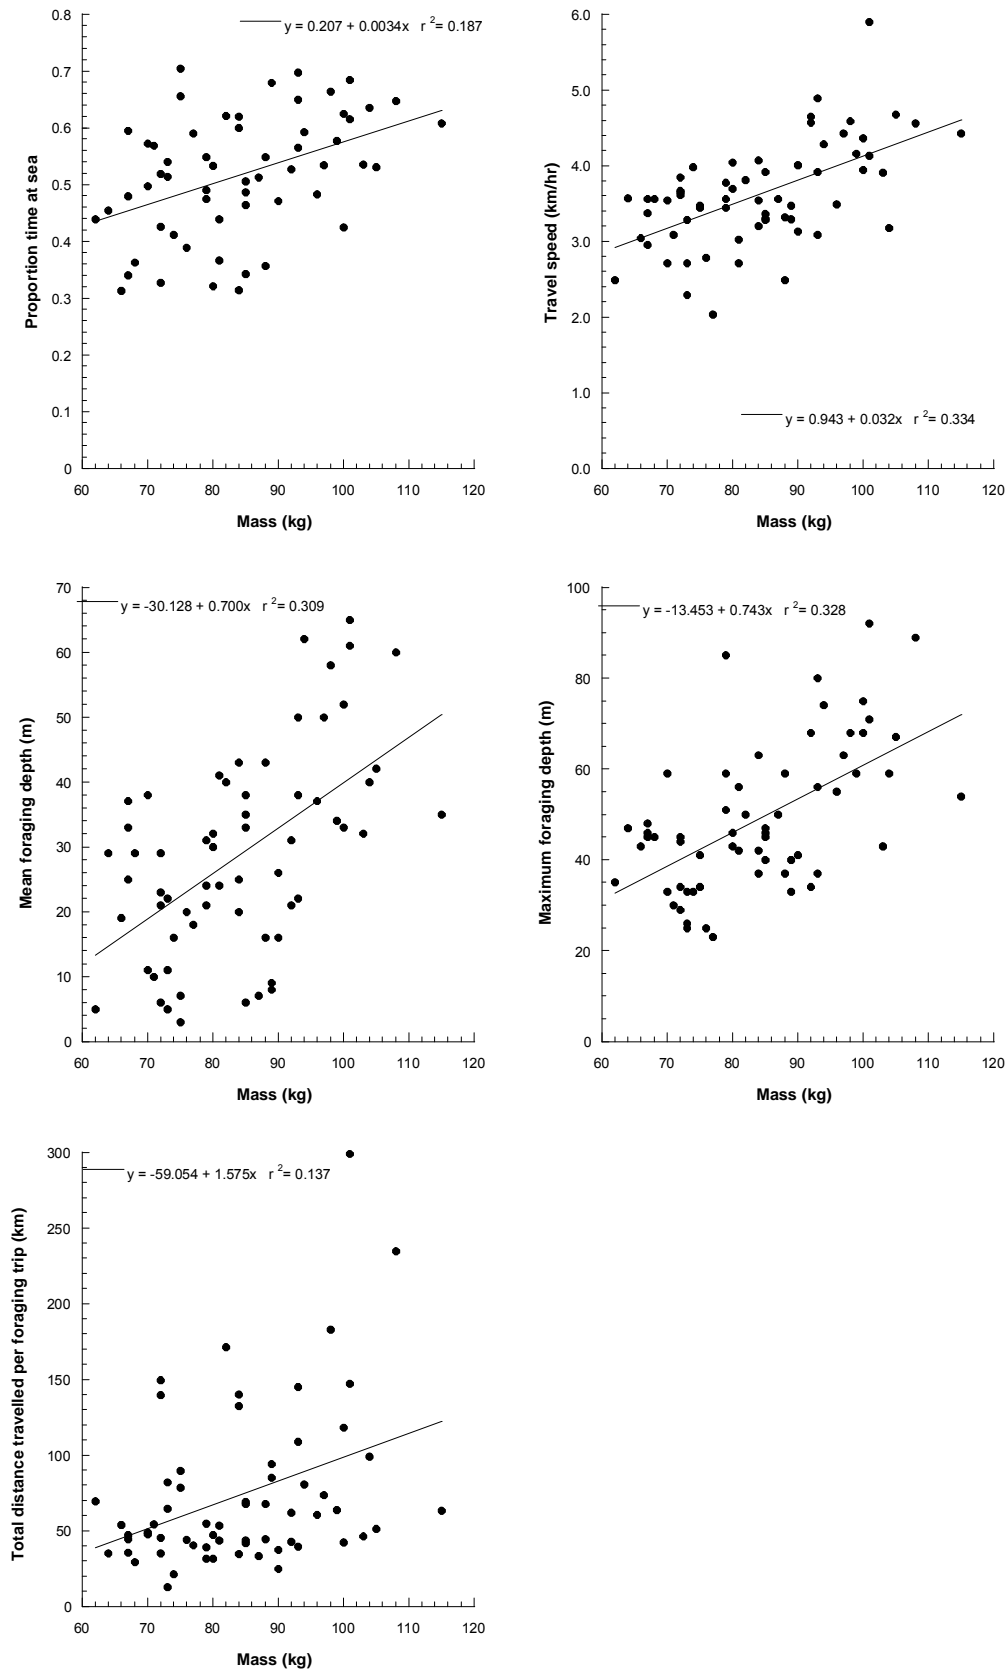 y = 0.207 + 0.0034x r ²= 0.187
0.8
0.7
0.6
0.5
0.4
0.3
0.2
0.1
0
Proportion time at sea
60 70 80 90 100 110 120
Mass (kg)
6.0
5.0
4.0
3.0
2.0
1.0
0.0
Travel speed (km/hr)
y = 0.943 + 0.032x r ²= 0.334
60 70 80 90 100 110 120
Mass (kg)
70
60
50
40
30
20
10
0
y = -30.128 + 0.700x r ²= 0.309
Mean foraging depth (m)
60 70 80 90 100 110 120
Mass (kg)
100
80
60
40
20
0
y = -13.453 + 0.743x r ²= 0.328
Maximum foraging depth (m)
60 70 80 90 100 110 120
Mass (kg)
300
250
200
150
100
50
0
y = -59.054 + 1.575x r ²= 0.137
Total distance travelled per foraging trip (km)
60 70 80 90 100 110 120
Mass (kg)